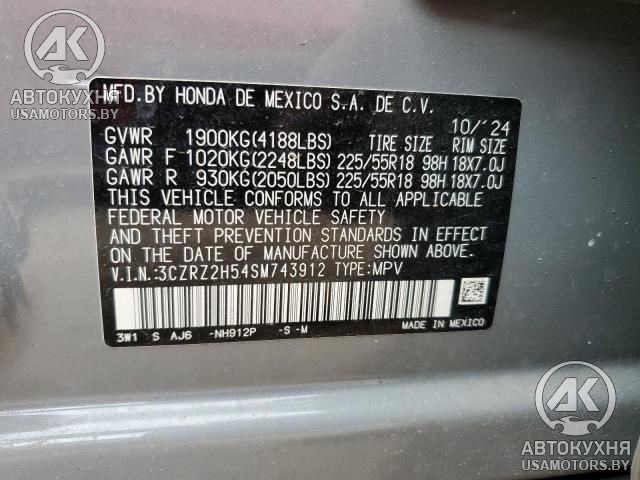 АВТОКУХНЯ
USAMOTORS.BY
MFD.BY HONDA DE MEXICO S.A. DE C.V.
10/'24
GVWR 1900KG(4188LBS) TIRE SIZE RIM SIZE
GAWR F 1020KG(2248LBS) 225/55R18 98H 18X7.0J
GAWR R 930KG(2050LBS) 225/55R18 98H 18X7.0J
THIS VEHICLE CONFORMS TO ALL APPLICABLE
FEDERAL MOTOR VEHICLE SAFETY
AND THEFT PREVENTION STANDARDS IN EFFECT
ON THE DATE OF MANUFACTURE SHOWN ABOVE.
V.I.N.:3CZRZ2H54SM743912 TYPE:MPV
3W1 S AJ6 -NH912P -S -M MADE IN MEXICO
АК
АВТОКУХНЯ
USAMOTORS.BY